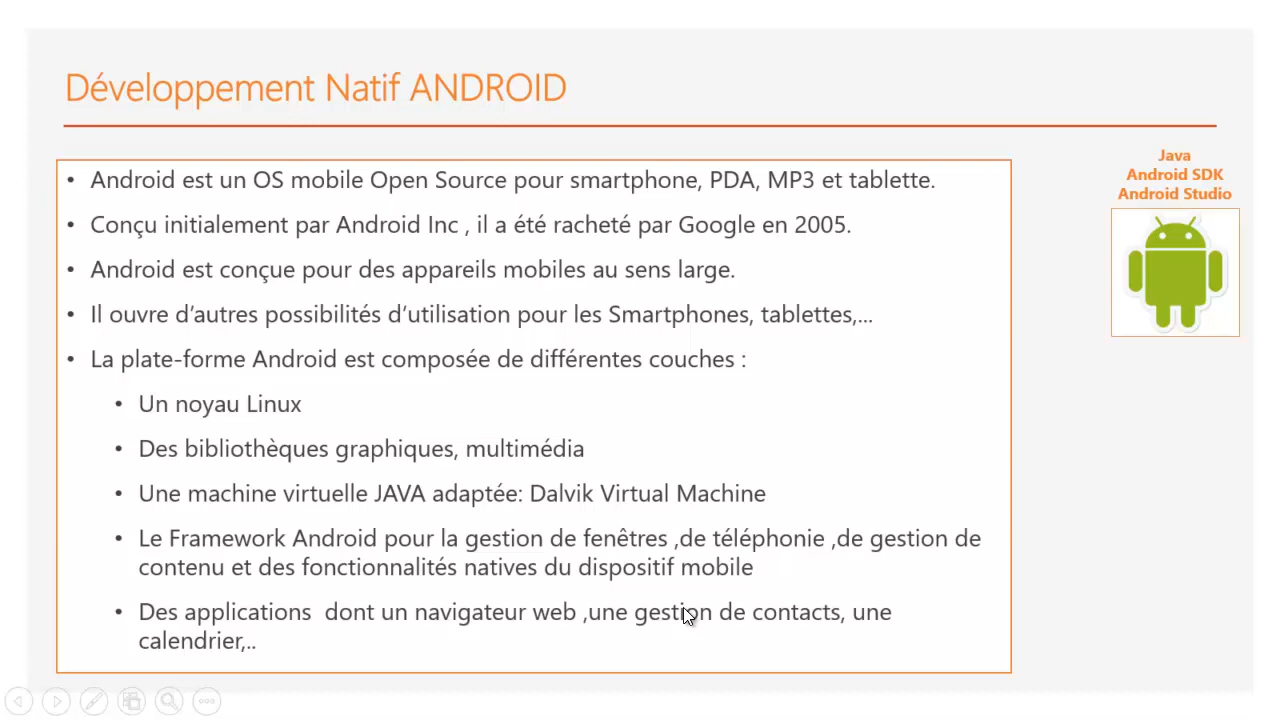 Développement Natif ANDROID
• Android est un OS mobile Open Source pour smartphone, PDA, MP3 et tablette.
• Conçu initialement par Android Inc , il a été racheté par Google en 2005.
• Android est conçue pour des appareils mobiles au sens large.
• Il ouvre d’autres possibilités d’utilisation pour les Smartphones, tablettes,...
• La plate-forme Android est composée de différentes couches :
• Un noyau Linux
• Des bibliothèques graphiques, multimédia
• Une machine virtuelle JAVA adaptée: Dalvik Virtual Machine
• Le Framework Android pour la gestion de fenêtres ,de téléphonie ,de gestion de
contenu et des fonctionnalités natives du dispositif mobile
• Des applications  dont un navigateur web ,une gestion de contacts, une
calendrier,..
Java
Android SDK
Android Studio